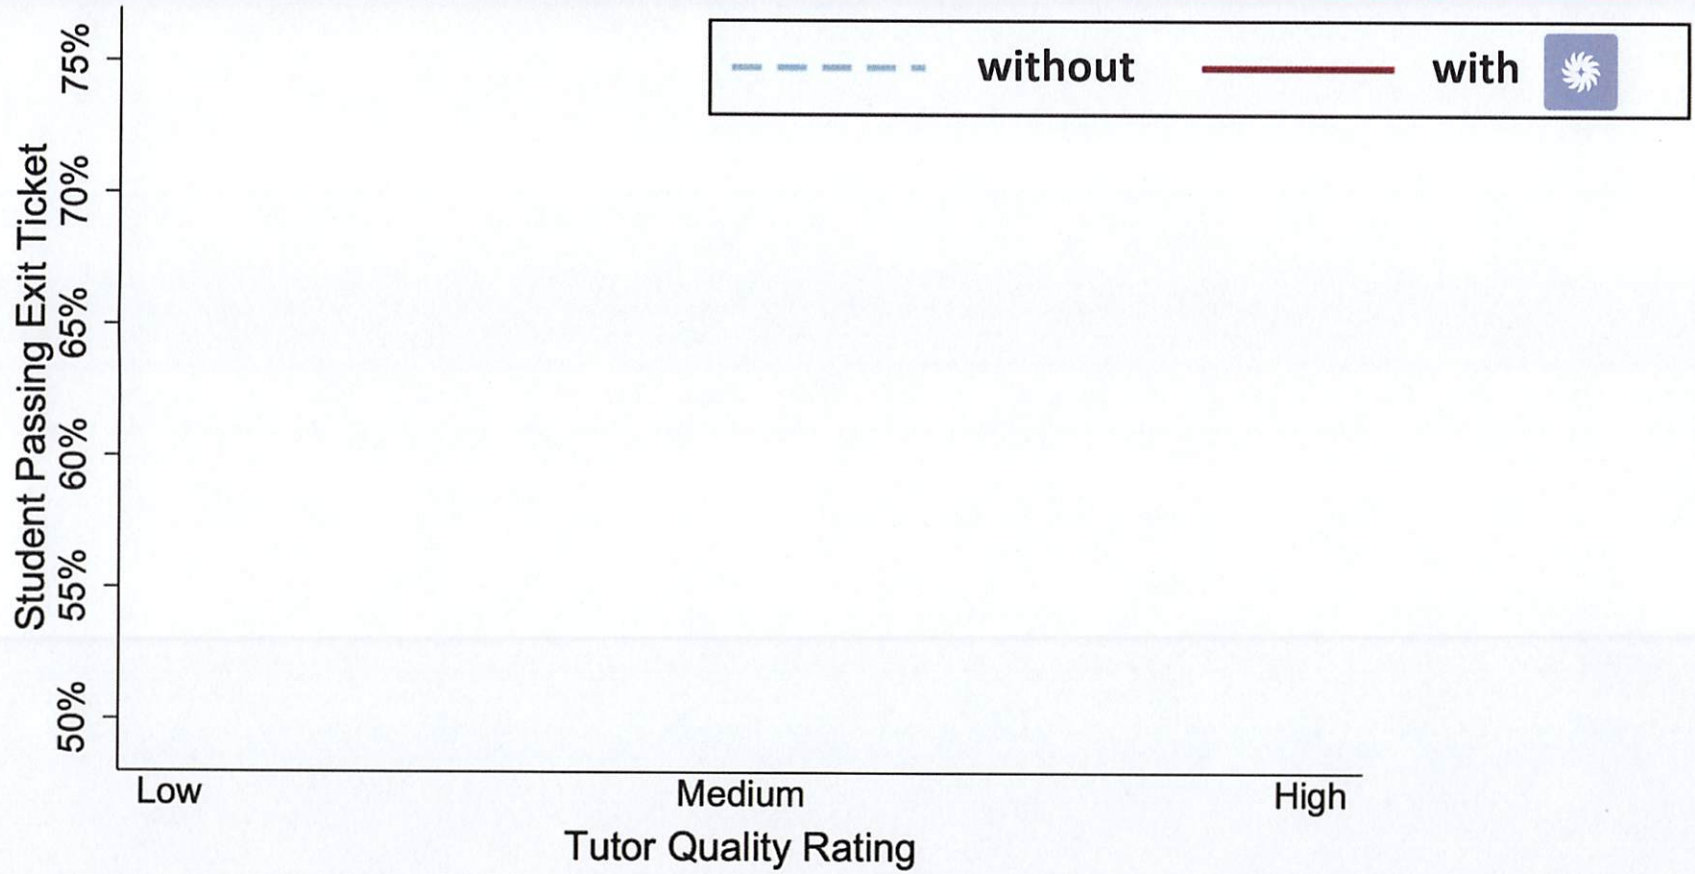 without with
Student Passing Exit Ticket
75%
70%
65%
60%
55%
50%
Low Medium High
Tutor Quality Rating